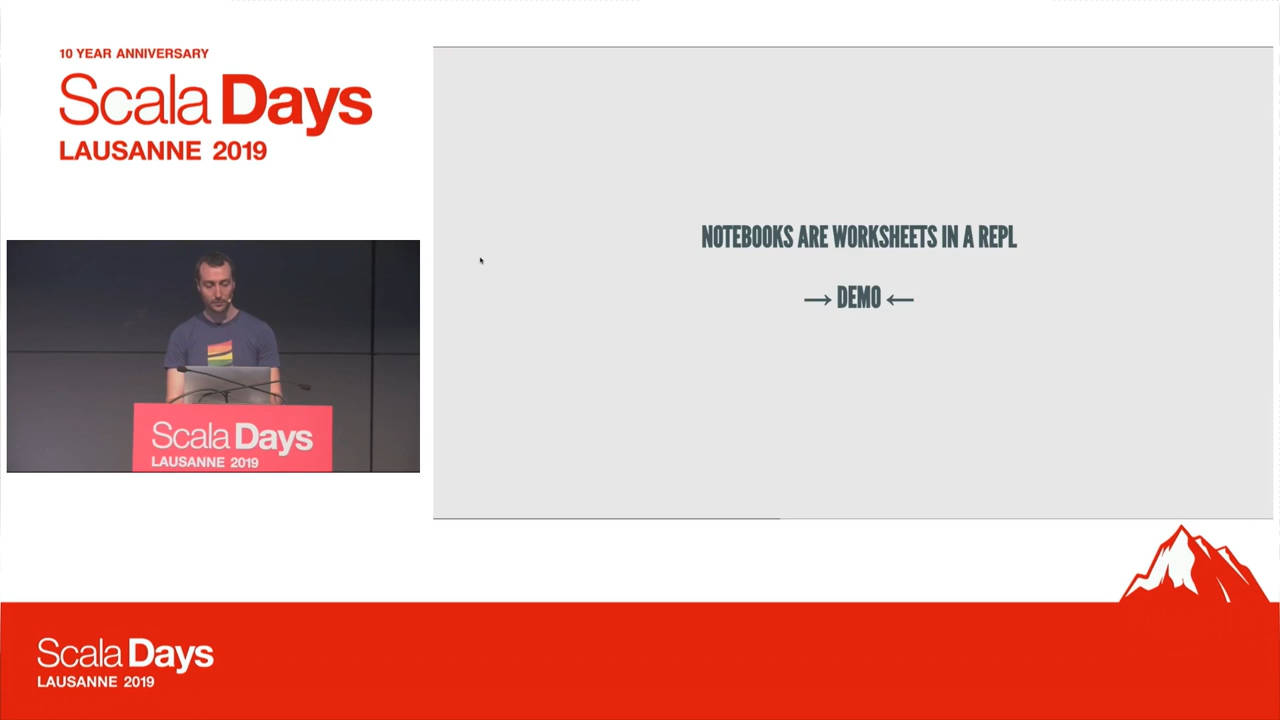 10 YEAR ANNIVERSARY
Scala Days
LAUSANNE 2019
NOTEBOOKS ARE WORKSHEETS IN A REPL
→ DEMO ←
Scala Days
LAUSANNE 2019
Scala Days
LAUSANNE 2019